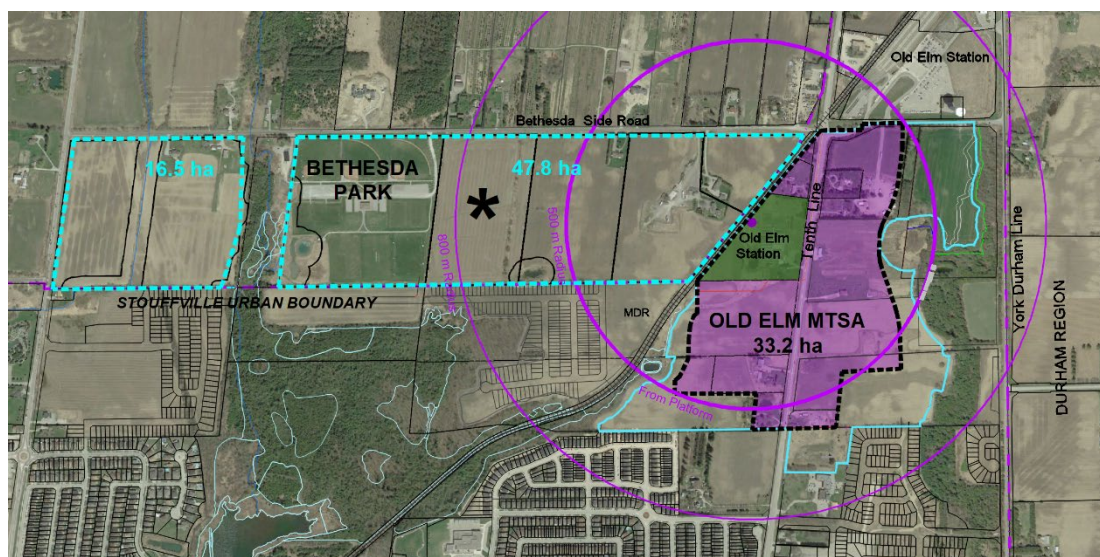 Old Elm Station
Bethesda Side Road
16.5 ha
BETHESDA
PARK
47.8 ha
*
800 m Radius
500 m Radius
Old Elm
Station
Tenth Line
York Durham Line
DURHAM REGION
STOUFFVILLE URBAN BOUNDARY
MDR
OLD ELM MTSA
33.2 ha
From Platform